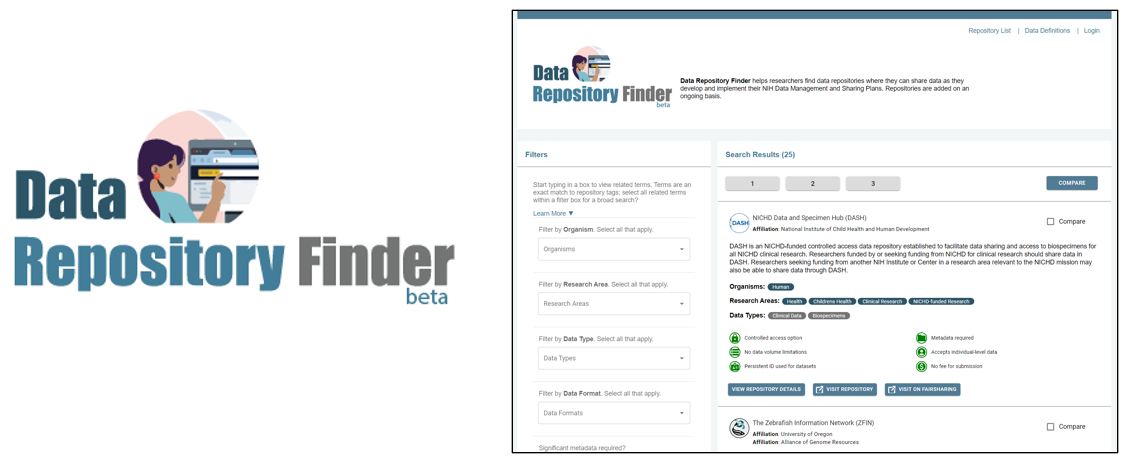 Data
Repository Finder
beta
Repository List | Data Definitions | Login
Data
Repository Finder
beta
Data Repository Finder helps researchers find data repositories where they can share data as they
develop and implement their NIH Data Management and Sharing Plans. Repositories are added on an
ongoing basis.
Filters
Start typing in a box to view related terms. Terms are an
exact match to repository tags; select all related terms
within a filter box for a broad search?
Learn More ▼
Filter by Organism. Select all that apply.
Organisms
Filter by Research Area. Select all that apply.
Research Areas
Filter by Data Type. Select all that apply.
Data Types
Filter by Data Format. Select all that apply.
Data Formats
Significant metadata required?
Search Results (25)
1 2 3 COMPARE
DASH
NICHD Data and Specimen Hub (DASH)
Compare
Affiliation: National Institute of Child Health and Human Development
DASH is an NICHD-funded controlled access data repository established to facilitate data sharing and access to biospecimens for
all NICHD clinical research. Researchers funded by or seeking funding from NICHD for clinical research should share data in
DASH. Researchers seeking funding from another NIH Institute or Center in a research area relevant to the NICHD mission may
also be able to share data through DASH.
Organisms: Human
Research Areas: Health Childrens Health Clinical Research NICHD-funded Research
Data Types: Clinical Data Biospecimens
Controlled access option Metadata required
No data volume limitations Accepts individual-level data
Persistent ID used for datasets No fee for submission
VIEW REPOSITORY DETAILS VISIT REPOSITORY VISIT ON FAIRSHARING
The Zebrafish Information Network (ZFIN)
Compare
Affiliation: University of Oregon
Affiliation: Alliance of Genome Resources